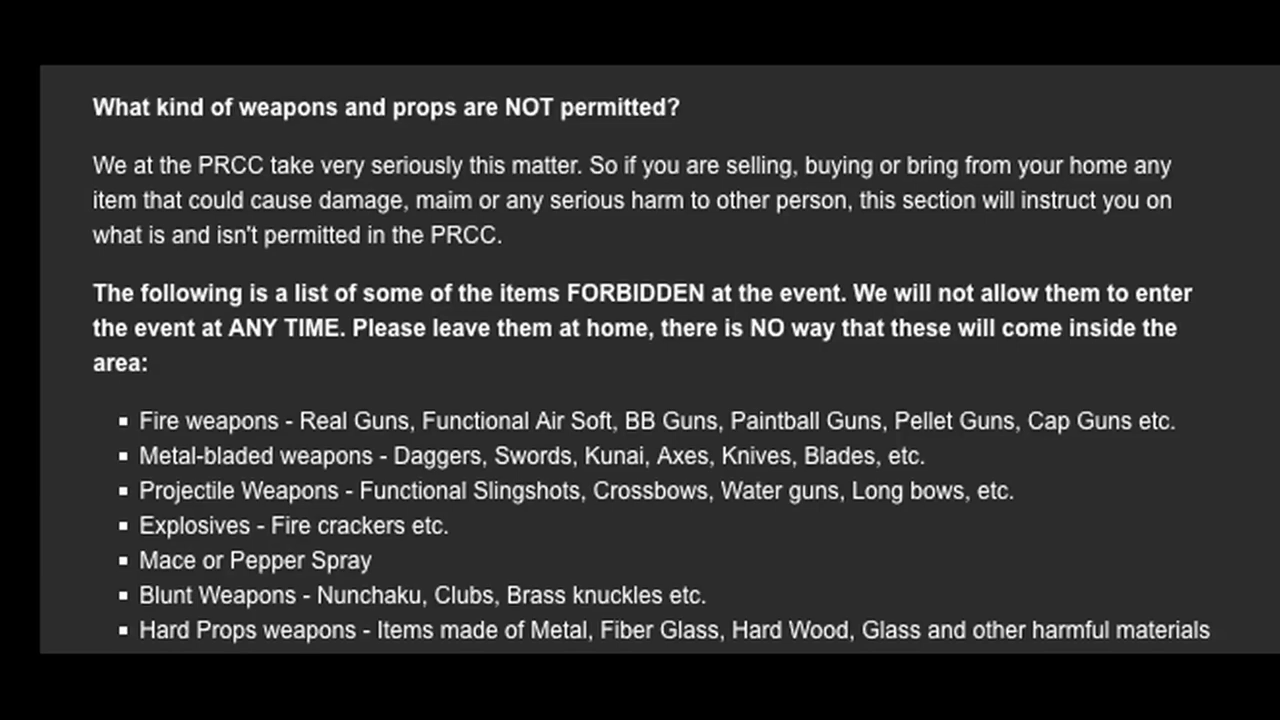 What kind of weapons and props are NOT permitted?
We at the PRCC take very seriously this matter. So if you are selling, buying or bring from your home any
item that could cause damage, maim or any serious harm to other person, this section will instruct you on
what is and isn't permitted in the PRCC.
The following is a list of some of the items FORBIDDEN at the event. We will not allow them to enter
the event at ANY TIME. Please leave them at home, there is NO way that these will come inside the
area:
▪ Fire weapons - Real Guns, Functional Air Soft, BB Guns, Paintball Guns, Pellet Guns, Cap Guns etc.
▪ Metal-bladed weapons - Daggers, Swords, Kunai, Axes, Knives, Blades, etc.
▪ Projectile Weapons - Functional Slingshots, Crossbows, Water guns, Long bows, etc.
▪ Explosives - Fire crackers etc.
▪ Mace or Pepper Spray
▪ Blunt Weapons - Nunchaku, Clubs, Brass knuckles etc.
▪ Hard Props weapons - Items made of Metal, Fiber Glass, Hard Wood, Glass and other harmful materials